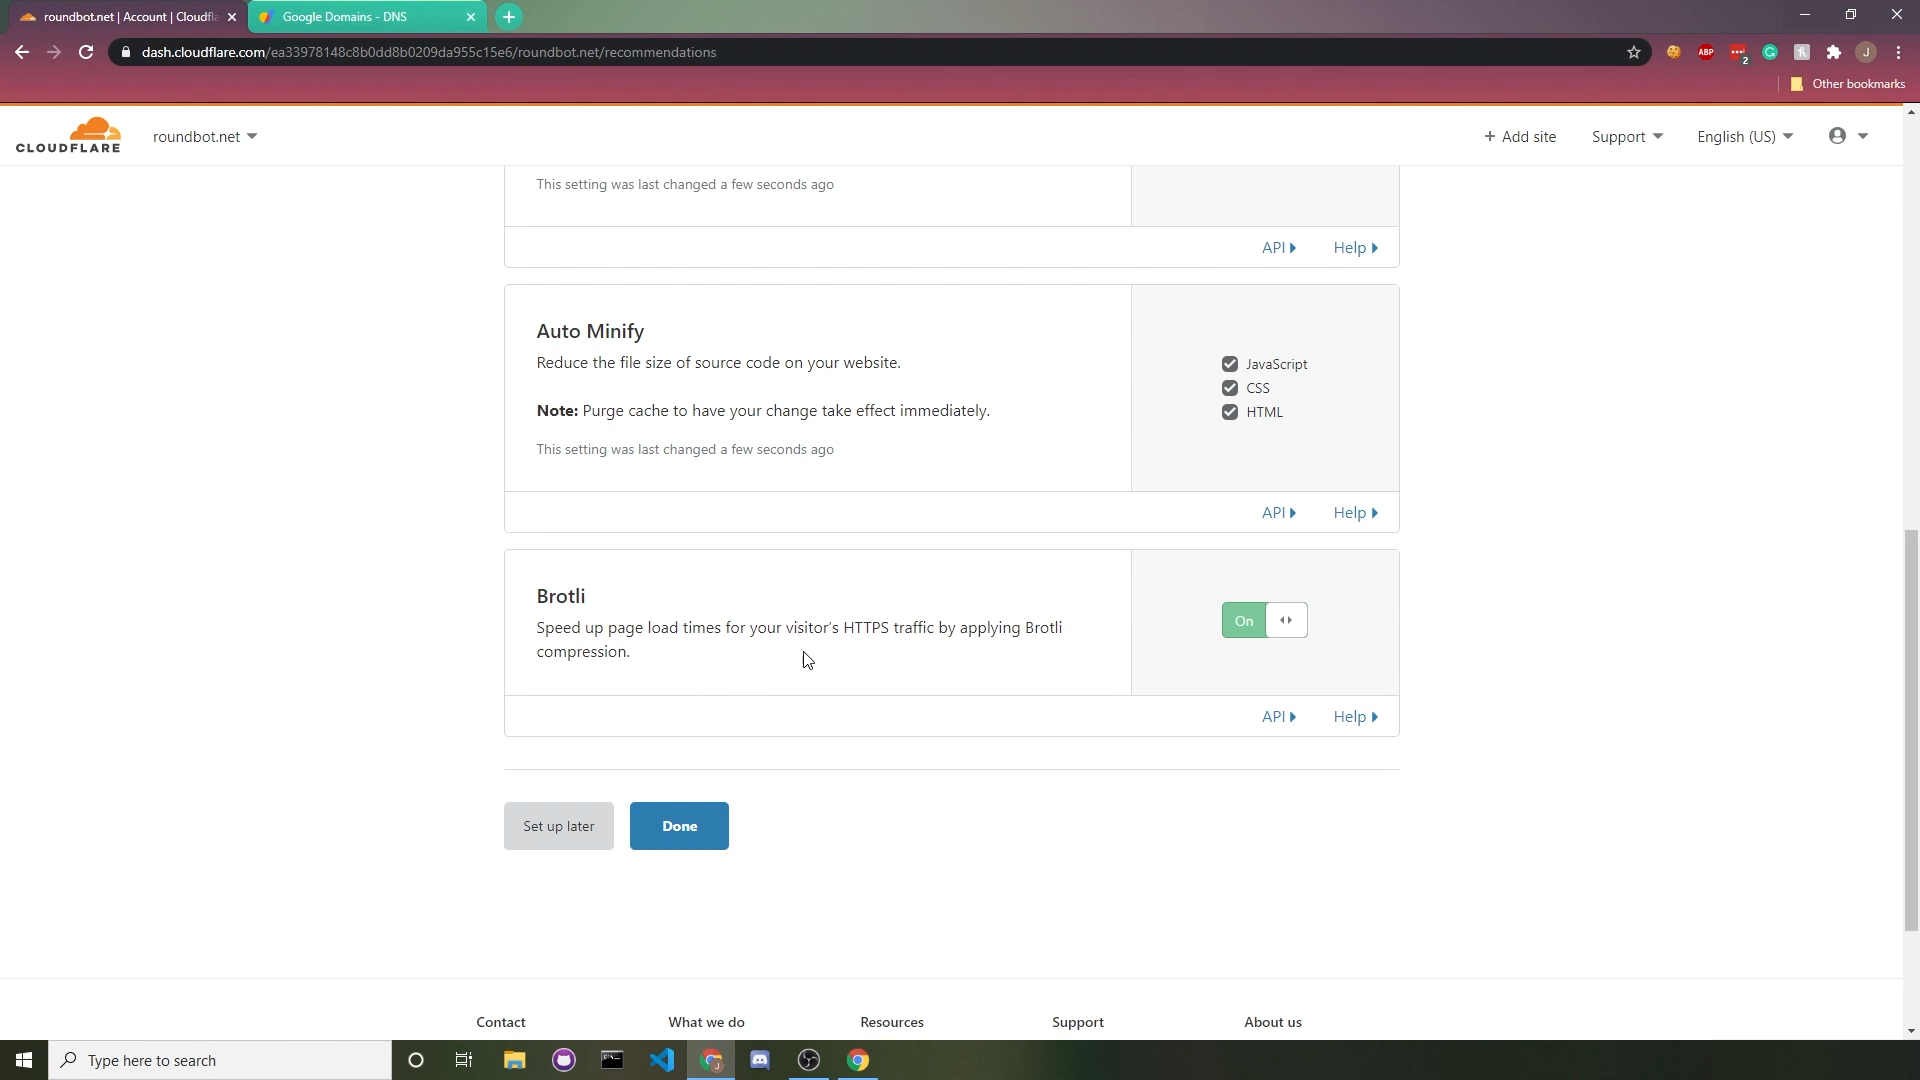 roundbot.net | Account | Cloudfla
Google Domains - DNS
dash.cloudflare.com/ea33978148c8b0dd8b0209da955c15e6/roundbot.net/recommendations
ABP
2
J
Other bookmarks
CLOUDFLARE
roundbot.net
+ Add site
Support
English (US)
This setting was last changed a few seconds ago
API
Help
Auto Minify
Reduce the file size of source code on your website.
Note: Purge cache to have your change take effect immediately.
This setting was last changed a few seconds ago
JavaScript
CSS
HTML
API
Help
Brotli
Speed up page load times for your visitor's HTTPS traffic by applying Brotli
compression.
On
API
Help
Set up later
Done
Contact
What we do
Resources
Support
About us
Type here to search